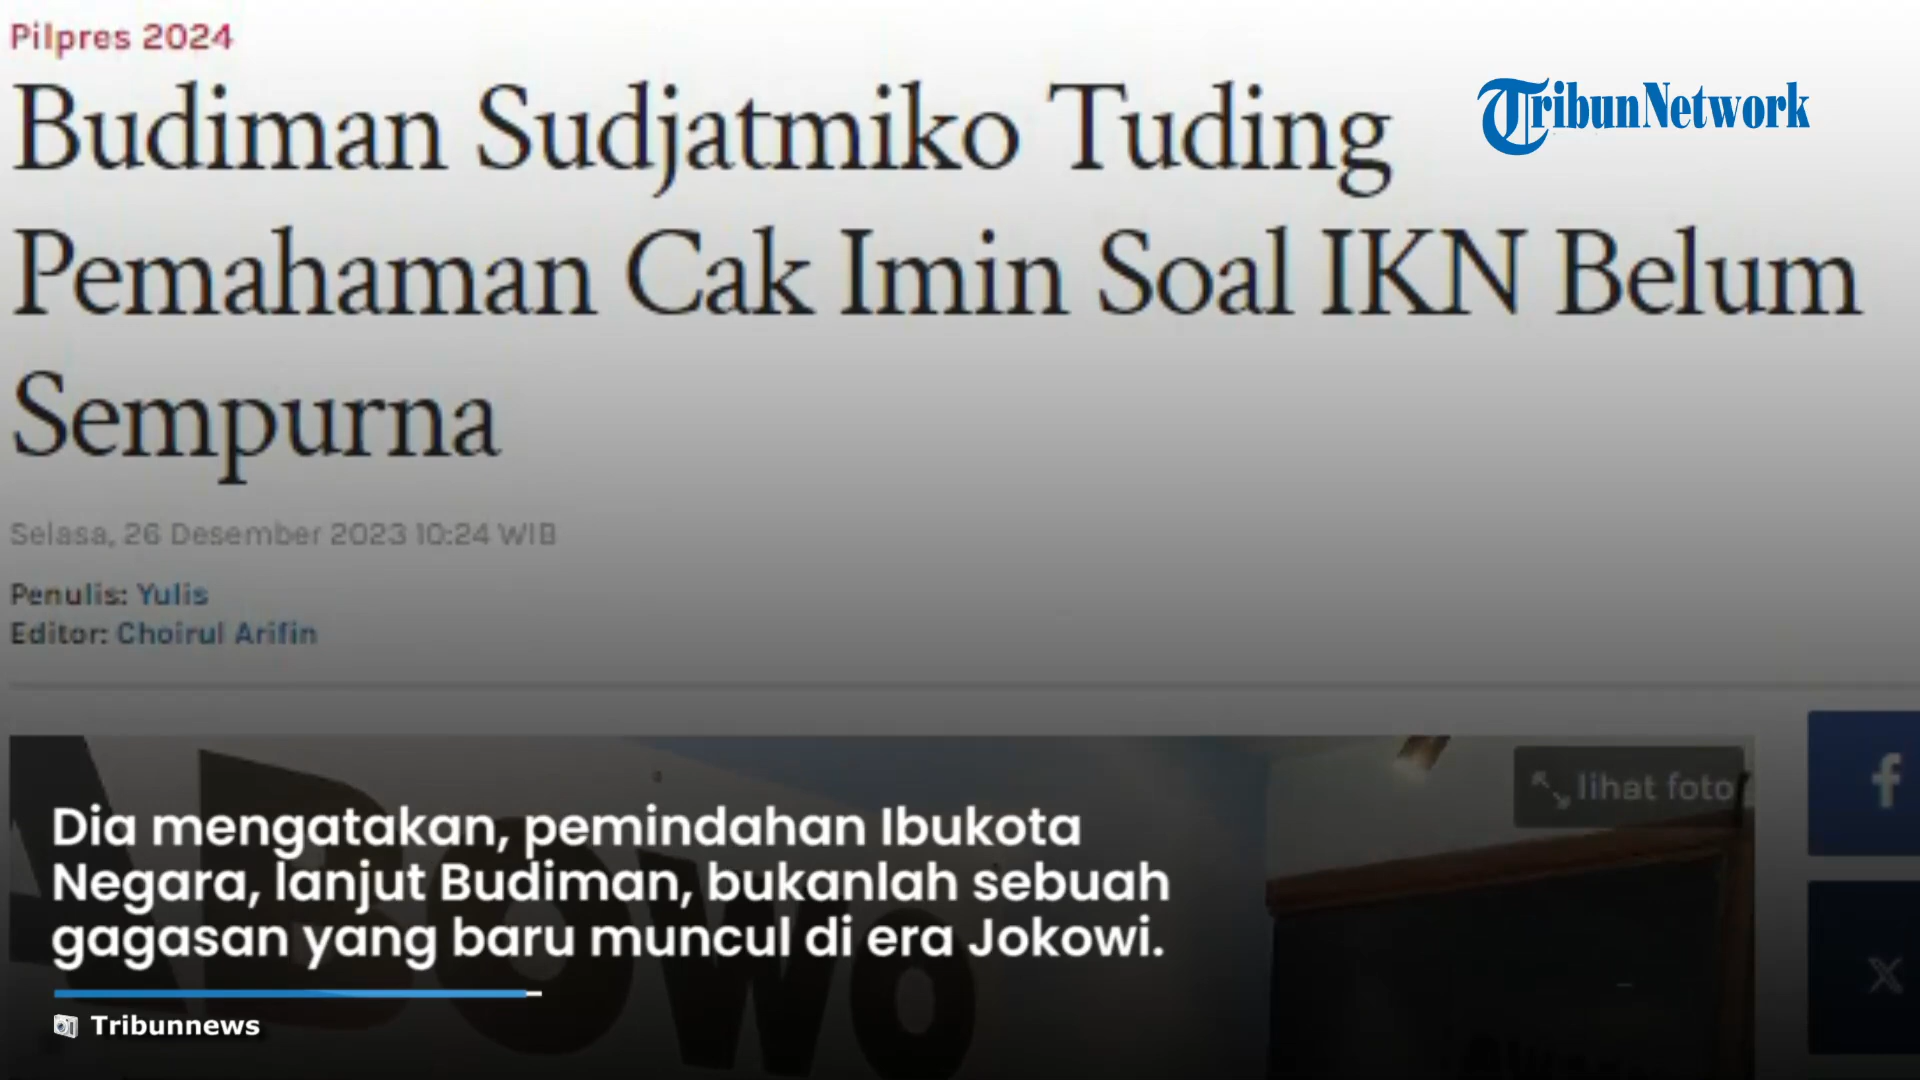 Pilpres 2024
TribunNetwork
Budiman Sudjatmiko Tuding
Pemahaman Cak Imin Soal IKN Belum
Sempurna
Selasa, 26 Desember 2023 10:24 WIB
Penulis: Yulis
Editor: Choirul Arifin
lihat foto
ABOWO
Dia mengatakan, pemindahan Ibukota
Negara, lanjut Budiman, bukanlah sebuah
gagasan yang baru muncul di era Jokowi.
Tribunnews